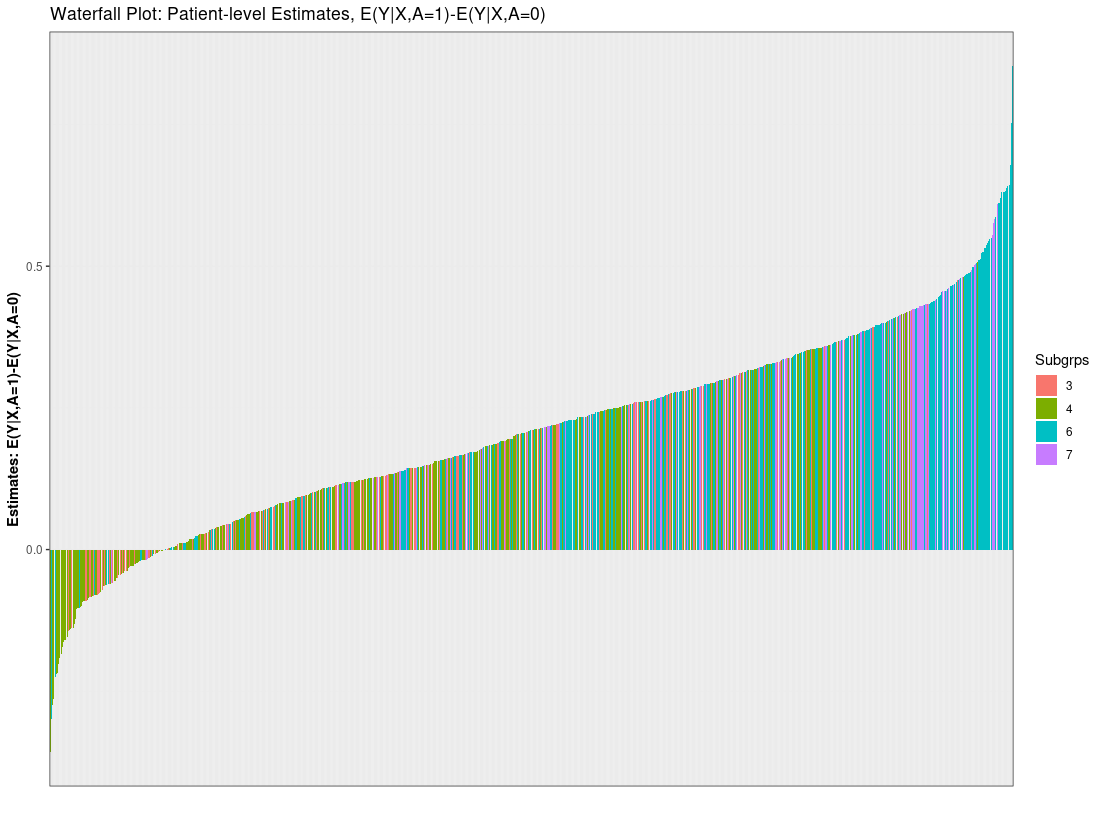 Waterfall Plot: Patient-level Estimates, E(Y|X,A=1)-E(Y|X,A=0)
Estimates: E(Y|X,A=1)-E(Y|X,A=0)
0.5
0.0
Subgrps
3
4
6
7